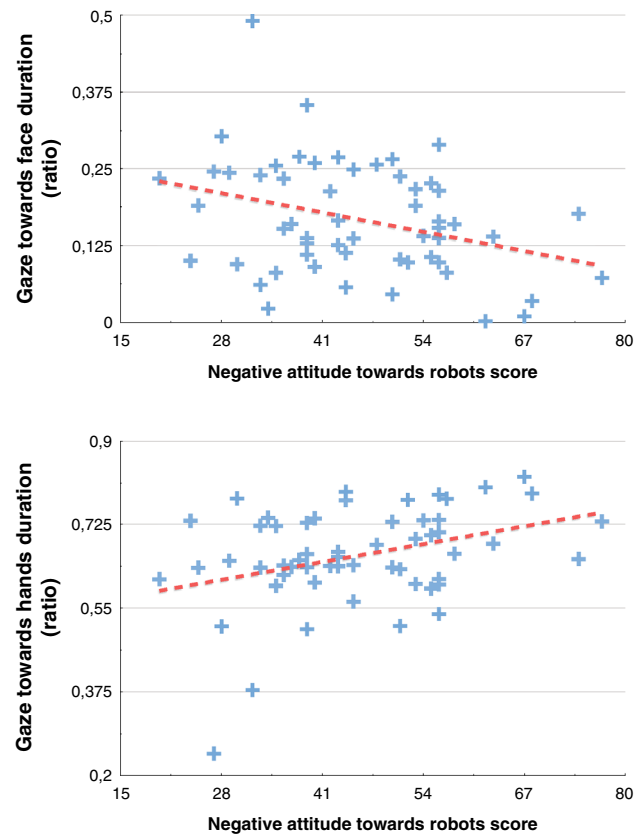 Gaze towards face duration
(ratio)
0,5
0,375
0,25
0,125
0
15 28 41 54 67 80
Negative attitude towards robots score
Gaze towards hands duration
(ratio)
0,9
0,725
0,55
0,375
0,2
15 28 41 54 67 80
Negative attitude towards robots score